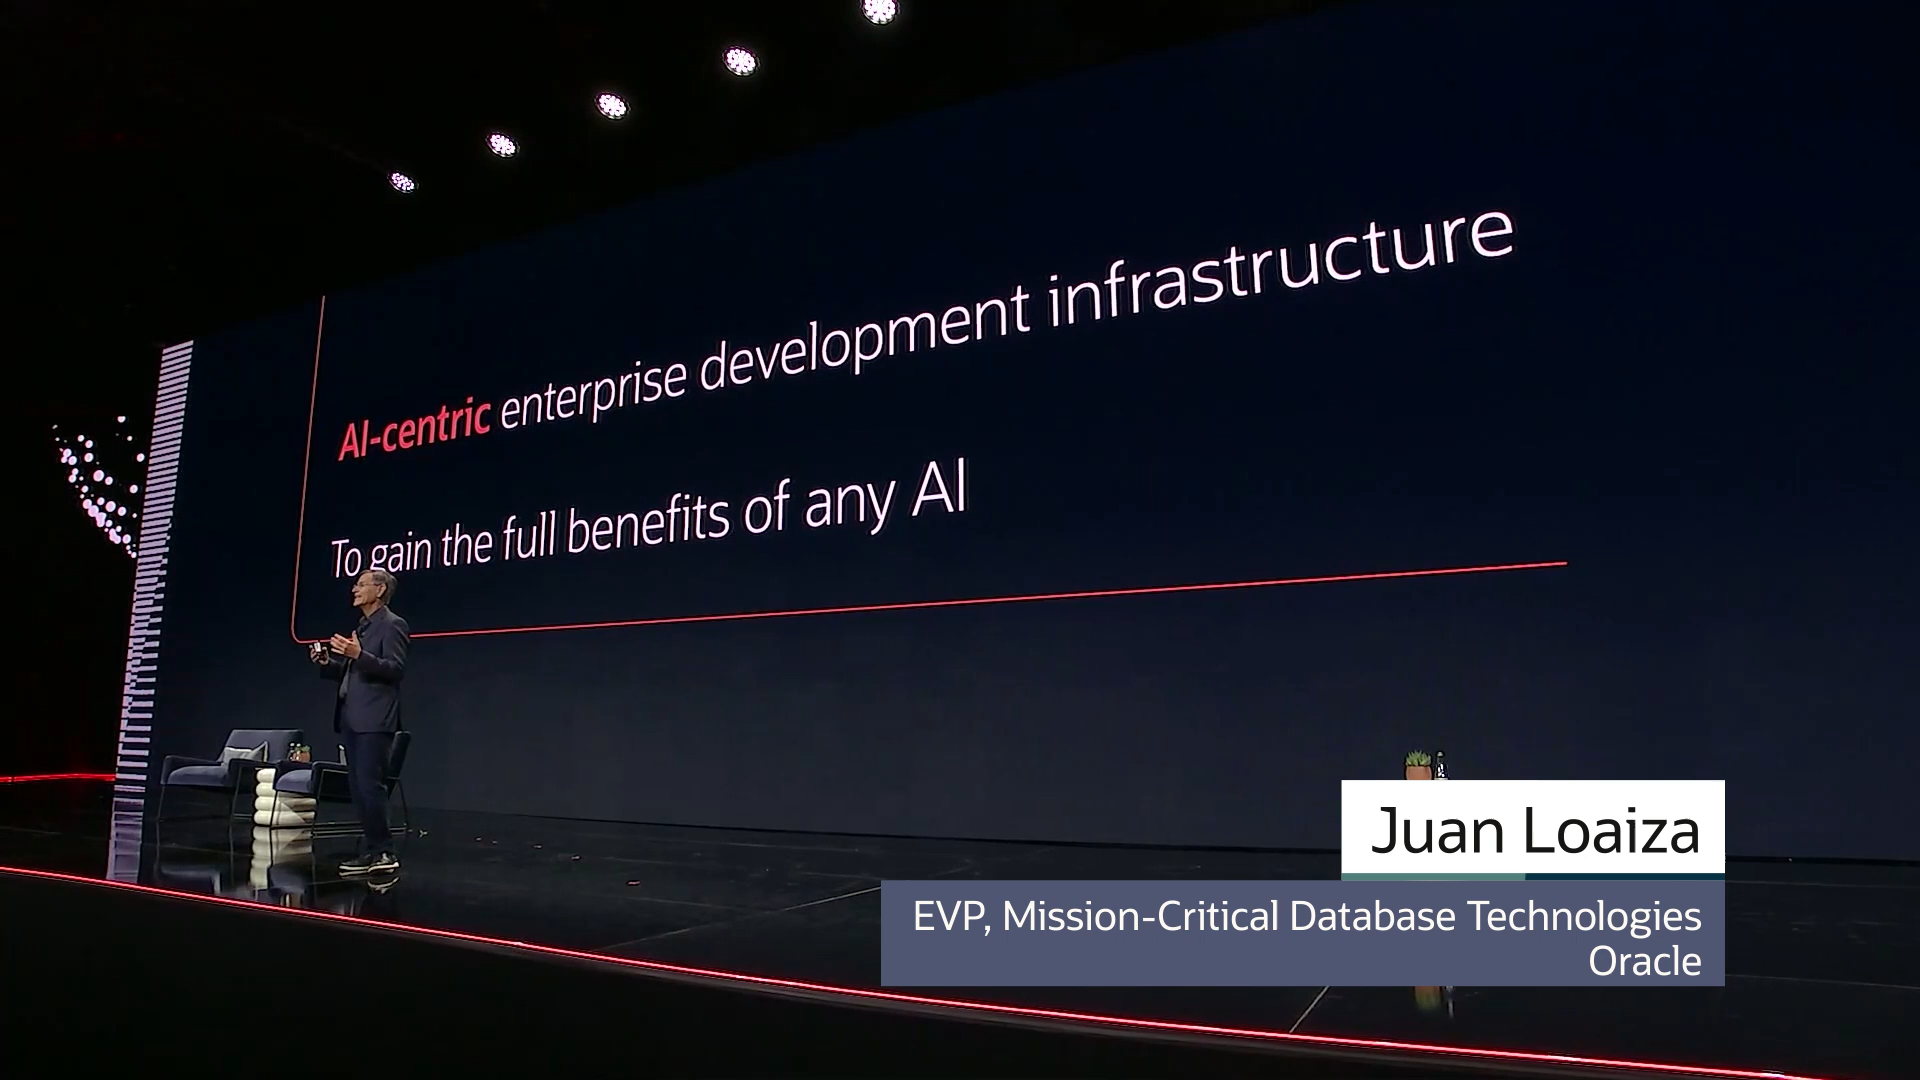 AI-centric enterprise development infrastructure
To gain the full benefits of any AI
Juan Loaiza
EVP, Mission-Critical Database Technologies
Oracle